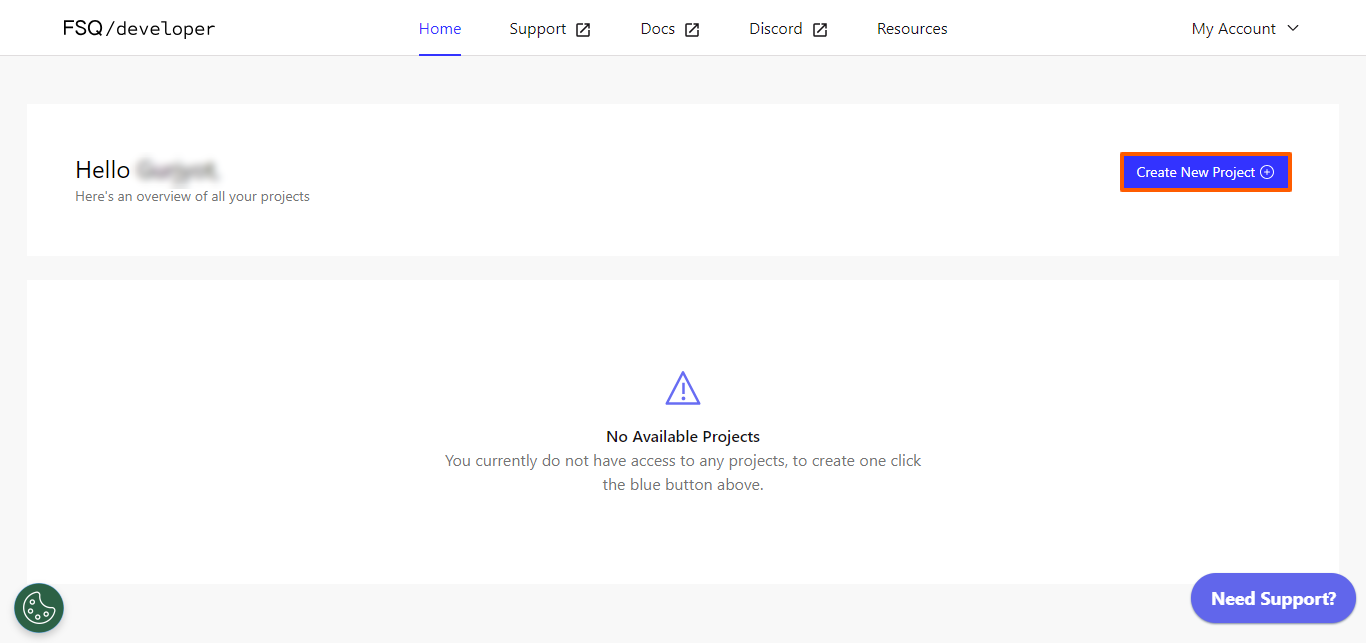 FSQ/developer
Home
Support
Docs
Discord
Resources
My Account
Hello
Here's an overview of all your projects
Create New Project
No Available Projects
You currently do not have access to any projects, to create one click
the blue button above.
Need Support?